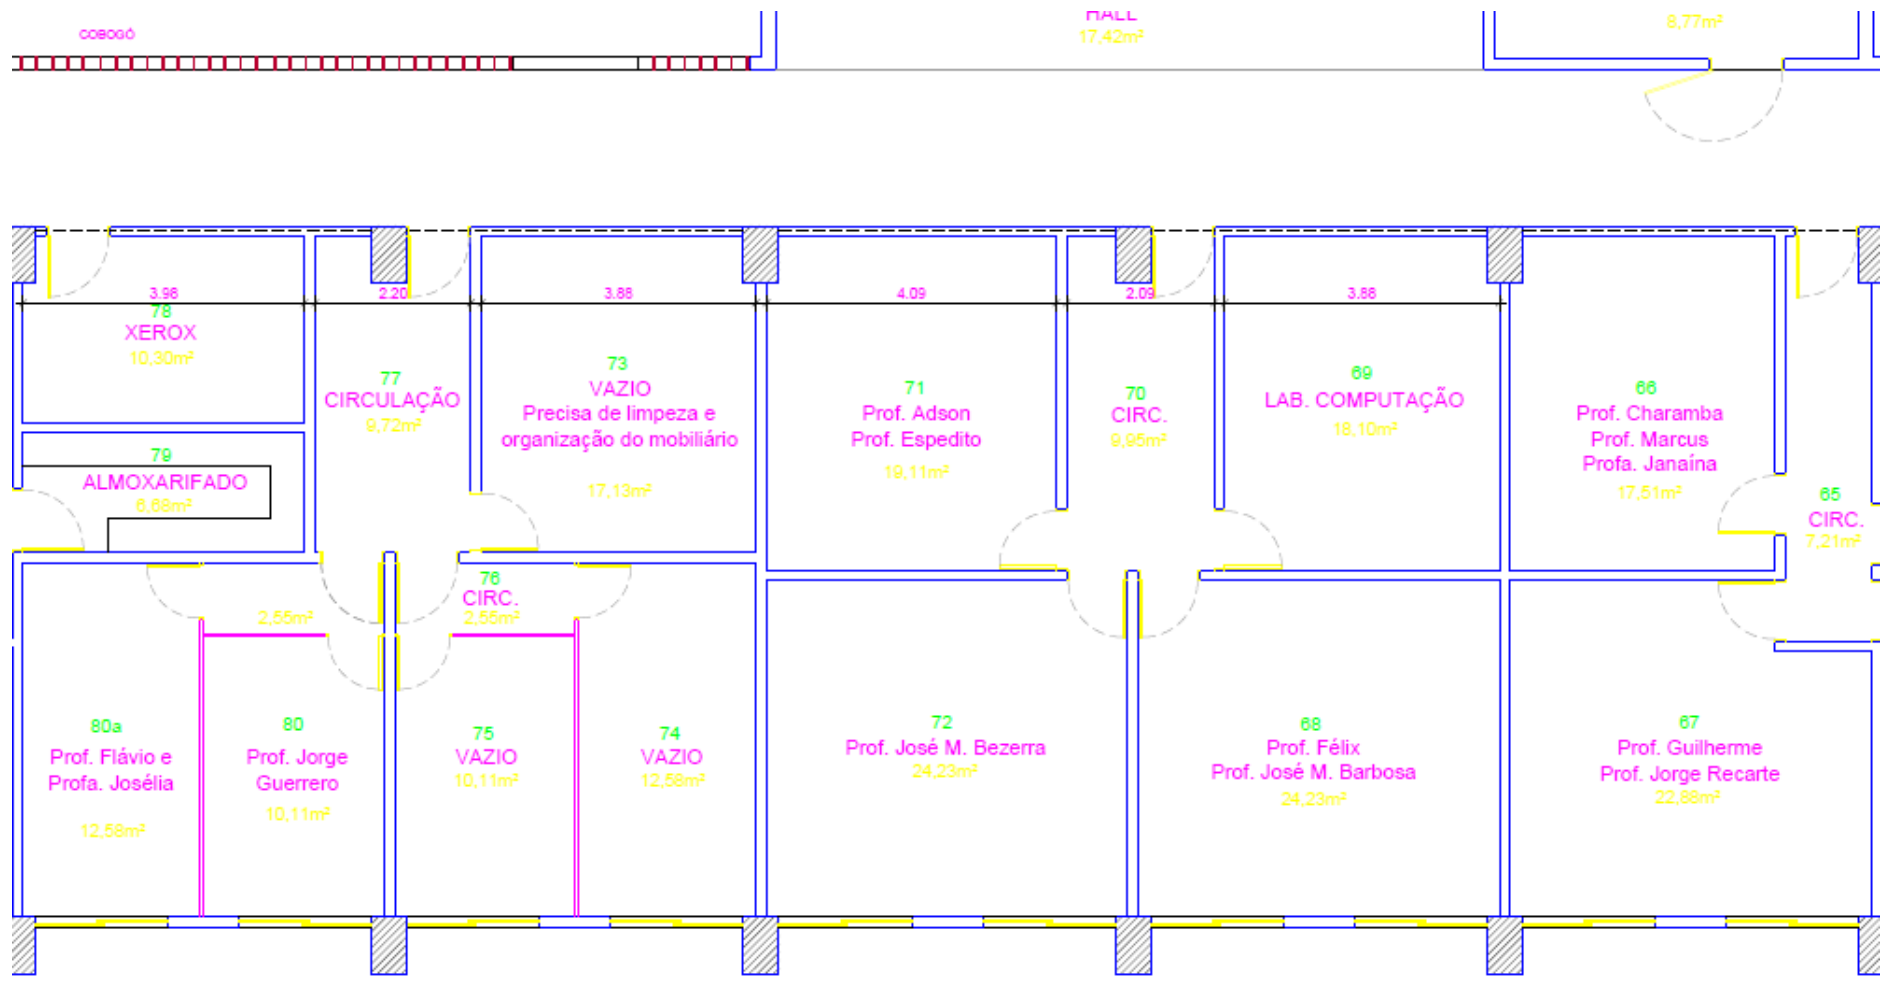 HALL
17,42m²
8,77m²
COBOGÓ
3.98
2.20
3.88
4.09
2.09
3.88
78
XEROX
10,30m²
77
CIRCULAÇÃO
9,72m²
73
VAZIO
Precisa de limpeza e
organização do mobiliário
17,13m²
71
Prof. Adson
Prof. Espedito
19,11m²
70
CIRC.
9,95m²
69
LAB. COMPUTAÇÃO
18,10m²
66
Prof. Charamba
Prof. Marcus
Profa. Janaína
17,51m²
65
CIRC.
7,21m²
79
ALMOXARIFADO
6,68m²
2,55m²
76
CIRC.
2,55m²
80a
Prof. Flávio e
Profa. Josélia
12,58m²
80
Prof. Jorge
Guerrero
10,11m²
75
VAZIO
10,11m²
74
VAZIO
12,58m²
72
Prof. José M. Bezerra
24,23m²
68
Prof. Félix
Prof. José M. Barbosa
24,23m²
67
Prof. Guilherme
Prof. Jorge Recarte
22,88m²